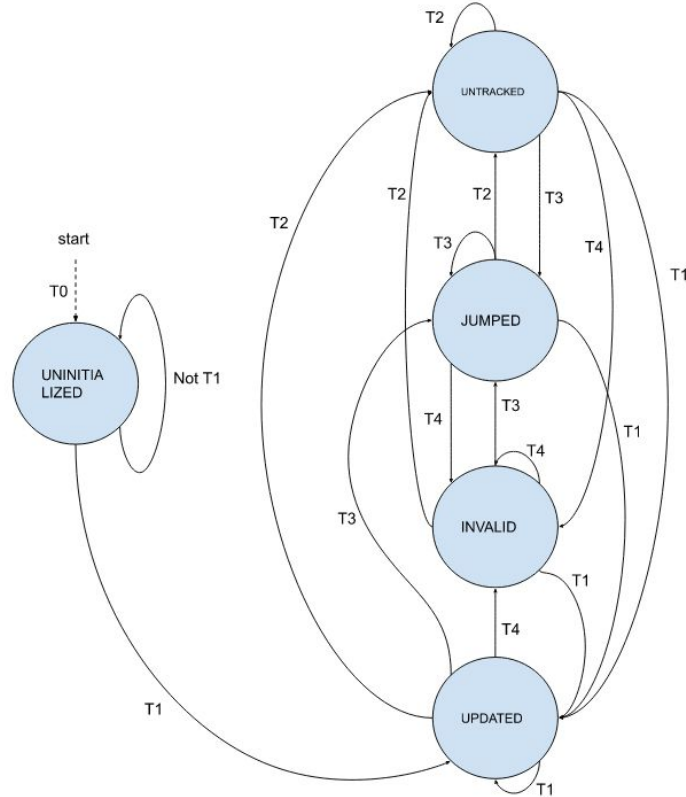 T2
UNTRACKED
T2
T2
T2
T3
T4
T1
start
T0
T3
JUMPED
UNINITIA
LIZED
Not T1
T4
T3
T1
T4
T3
INVALID
T1
T4
T1
UPDATED
T1